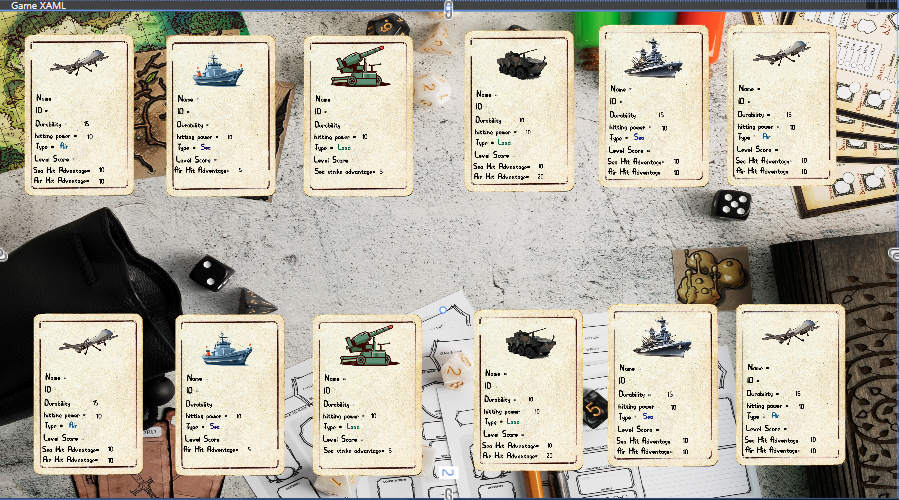 Game XAML
Name
ID =
Durability = 15
hitting power = 10
Type = Air
Level Score =
Sea Hit Advantage= 10
Air Hit Advantage= 10
Name -
ID =
Durability =
hitting power = 10
Type = Sea
Level Score =
Air Hit Advantage= 5
Name
ID =
Durability
hitting power = 10
Type = Land
Level Score
Sea strike advantage= 5
Name -
ID =
Durability 10
hitting power = 10
Type = Land
Level Score -
Sea Hit Advantage= 10
Air Hit Advantage= 20
Name -
ID =
Durability 15
hitting power = 10
Type = Sea
Level Score =
Sea Hit Advantage 10
Air Hit Advantage 10
Name -
ID =
Durability = 15
hitting power = 10
Type = Air
Level Score =
Sea Hit Advantage= 10
Air Hit Advantage= 10
Name -
ID
Durability 15
hitting power = 10
Type = Air
Level Score -
Sea Hit Advantage= 10
Air Hit Advantage= 10
Name -
ID =
Durability =
hitting power = 10
Type = Sea
Level Score
Air Hit Advantage= 5
Name =
ID =
Durability
hitting power = 10
Type = Land
Level Score =
Sea strike advantage= 5
Name -
ID =
Durability = 10
hitting power 10
Type = Land
Level Score =
Sea Hit Advantage= 10
Air Hit Advantage= 20
Name =
ID =
Durability = 15
hitting power 10
Type = Sea
Level Score =
Sea Hit Advantage 10
Air Hit Advantage= 10
Name =
ID =
Durability = 15
hitting power = 10
Type = Air
Level Score =
Sea Hit Advantage 10
Air Hit Advantage 10